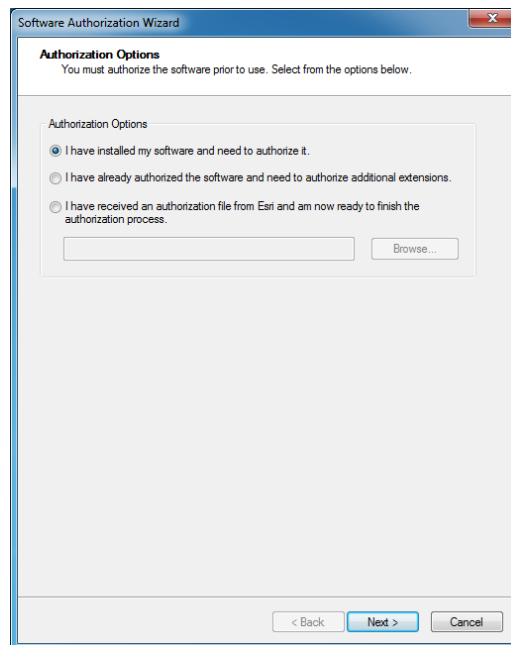 Software Authorization Wizard
Authorization Options
You must authorize the software prior to use. Select from the options below.
Authorization Options
I have installed my software and need to authorize it.
I have already authorized the software and need to authorize additional extensions.
I have received an authorization file from Esri and am now ready to finish the
authorization process.
Browse...
< Back Next > Cancel